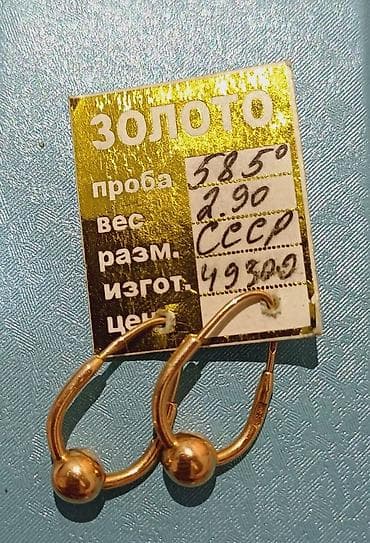 ЗОЛОТО
проба 585°
вес 2.90
разм. СССР
изгот. 49300
цен